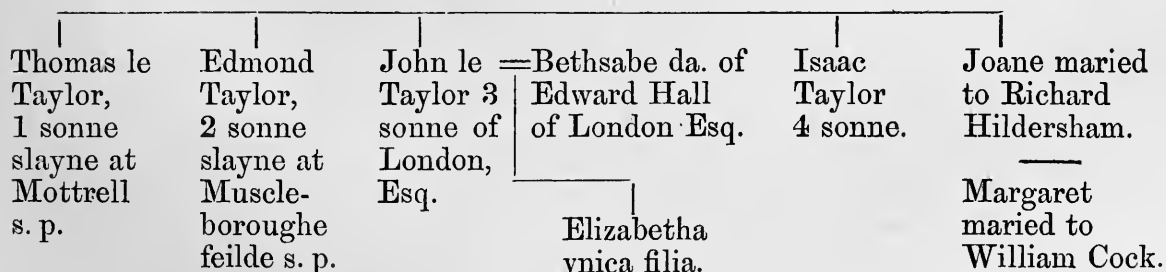 Thomas le
Taylor,
1 sonne
slayne at
Mottrell
s. p.
Edmond
Taylor,
2 sonne
slayne at
Muscle-
boroughe
feilde s. p.
John le
Taylor 3
sonne of
London,
Esq.
=Bethsabe da. of
Edward Hall
of London Esq.
Elizabetha
vnica filia.
Isaac
Taylor
4 sonne.
Joane maried
to Richard
Hildersham.
Margaret
maried to
William Cock.